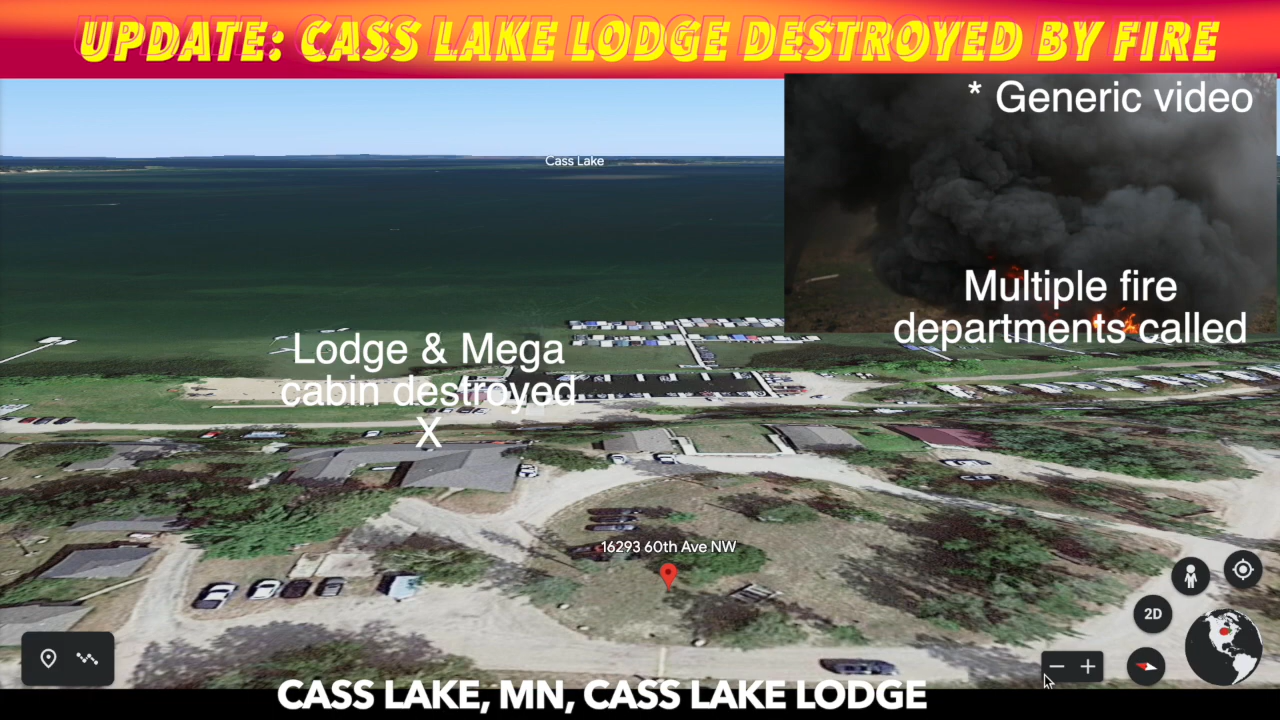 UPDATE: CASS LAKE LODGE DESTROYED BY FIRE
* Generic video
Cass Lake
Multiple fire
departments called
Lodge & Mega
cabin destroyed
X
16293 60th Ave NW
2D
CASS LAKE, MN, CASS LAKE LODGE